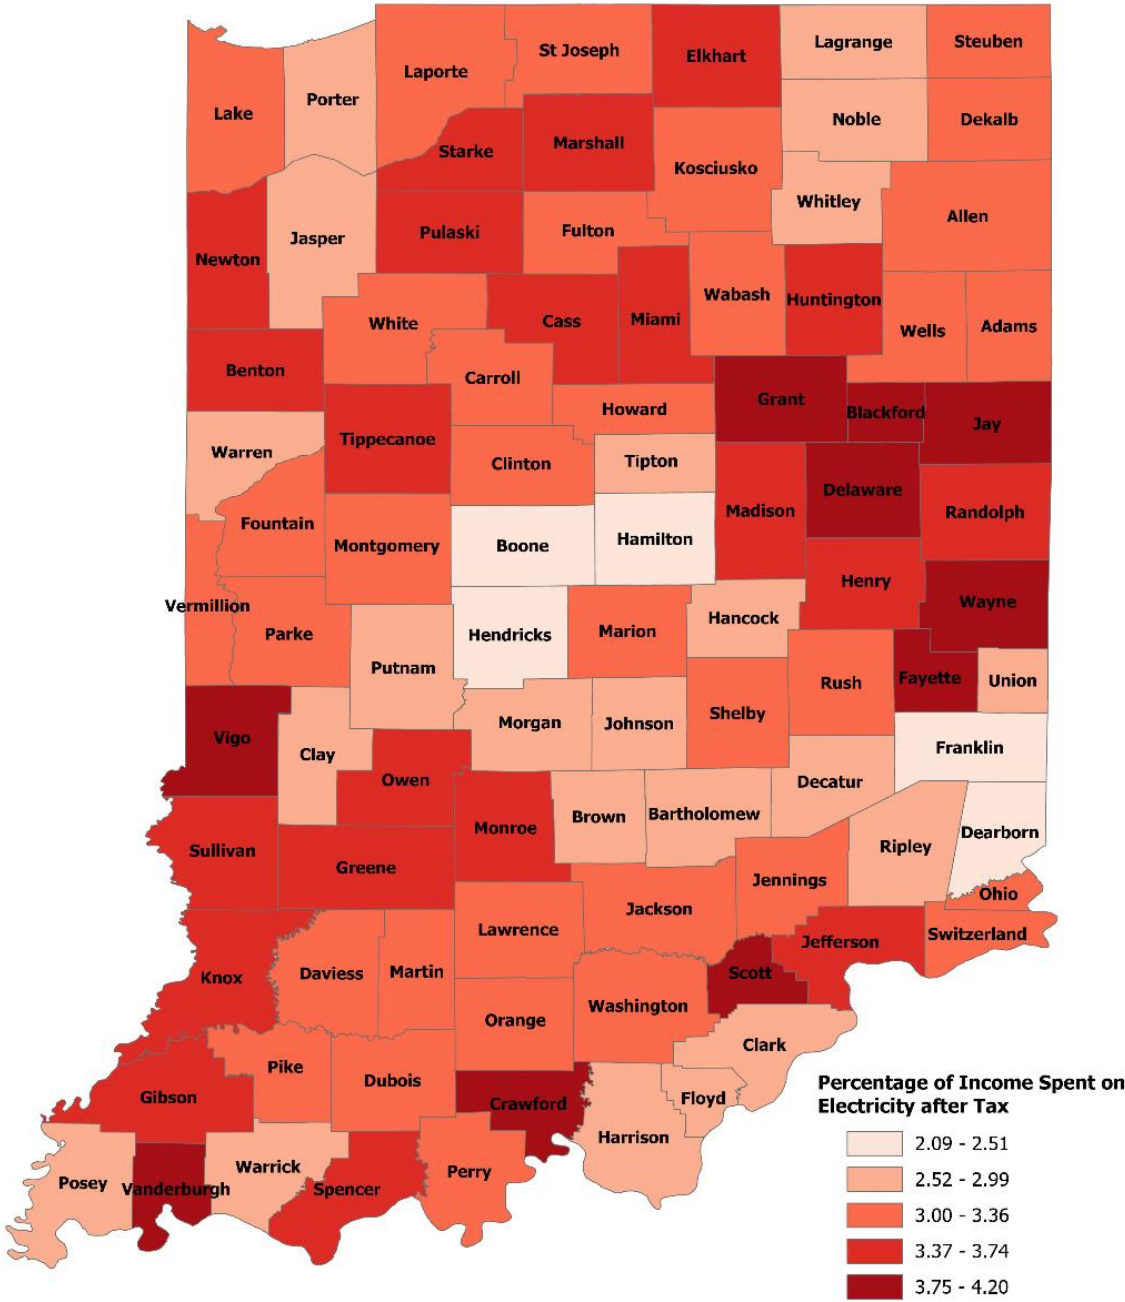 Lagrange
Steuben
St Joseph
Elkhart
Laporte
Porter
Lake
Noble
Dekalb
Marshall
Starke
Kosciusko
Whitley
Allen
Fulton
Pulaski
Jasper
Newton
Wabash
Huntington
Miami
Cass
White
Wells
Adams
Benton
Carroll
Grant
Blackford
Jay
Howard
Tippecanoe
Warren
Clinton
Tipton
Delaware
Madison
Randolph
Fountain
Montgomery
Boone
Hamilton
Henry
Wayne
Vermillion
Parke
Hendricks
Marion
Hancock
Putnam
Rush
Fayette
Union
Shelby
Morgan
Johnson
Vigo
Clay
Franklin
Owen
Decatur
Brown
Bartholomew
Monroe
Dearborn
Sullivan
Ripley
Greene
Jennings
Ohio
Jackson
Lawrence
Jefferson
Switzerland
Knox
Daviess
Martin
Scott
Washington
Orange
Clark
Pike
Dubois
Gibson
Crawford
Floyd
Harrison
Posey
Vanderburgh
Warrick
Spencer
Perry
Percentage of Income Spent on
Electricity after Tax
2.09 - 2.51
2.52 - 2.99
3.00 - 3.36
3.37 - 3.74
3.75 - 4.20